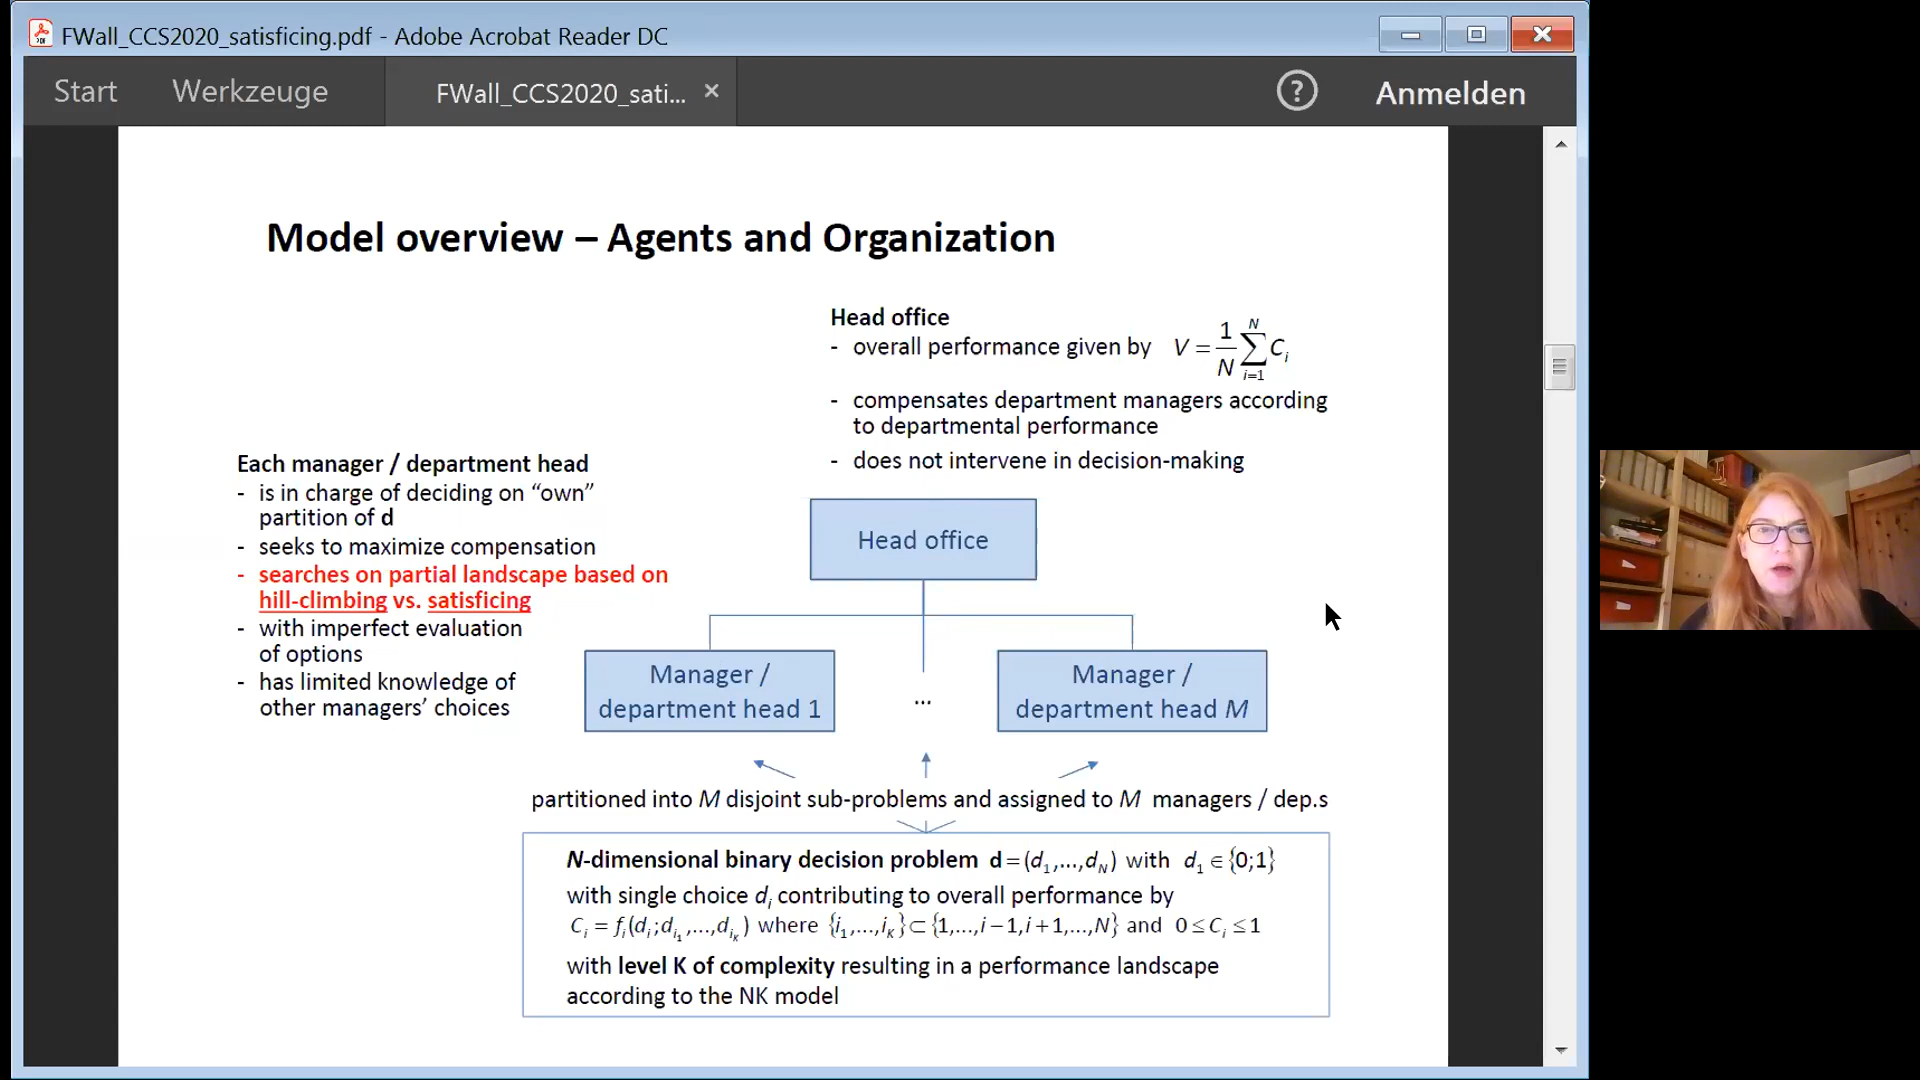 FWall_CCS2020_satisficing.pdf - Adobe Acrobat Reader DC
Start
Werkzeuge
FWall_CCS2020_sati...
Anmelden
Model overview – Agents and Organization
Head office
- overall performance given by V = 1/N ∑_{i=1}^{N} C_i
- compensates department managers according
to departmental performance
- does not intervene in decision-making
Each manager / department head
- is in charge of deciding on “own”
partition of d
- seeks to maximize compensation
- searches on partial landscape based on
hill-climbing vs. satisficing
- with imperfect evaluation
of options
- has limited knowledge of
other managers’ choices
Head office
Manager /
department head 1
...
Manager /
department head M
partitioned into M disjoint sub-problems and assigned to M managers / dep.s
N-dimensional binary decision problem d = (d_1,...,d_N) with d_1 ∈ {0;1}
with single choice d_i contributing to overall performance by
C_i = f_i(d_i; d_{i_1},...,d_{i_K}) where {i_1,...,i_K} ⊂ {1,...,i−1,i+1,...,N} and 0 ≤ C_i ≤ 1
with level K of complexity resulting in a performance landscape
according to the NK model